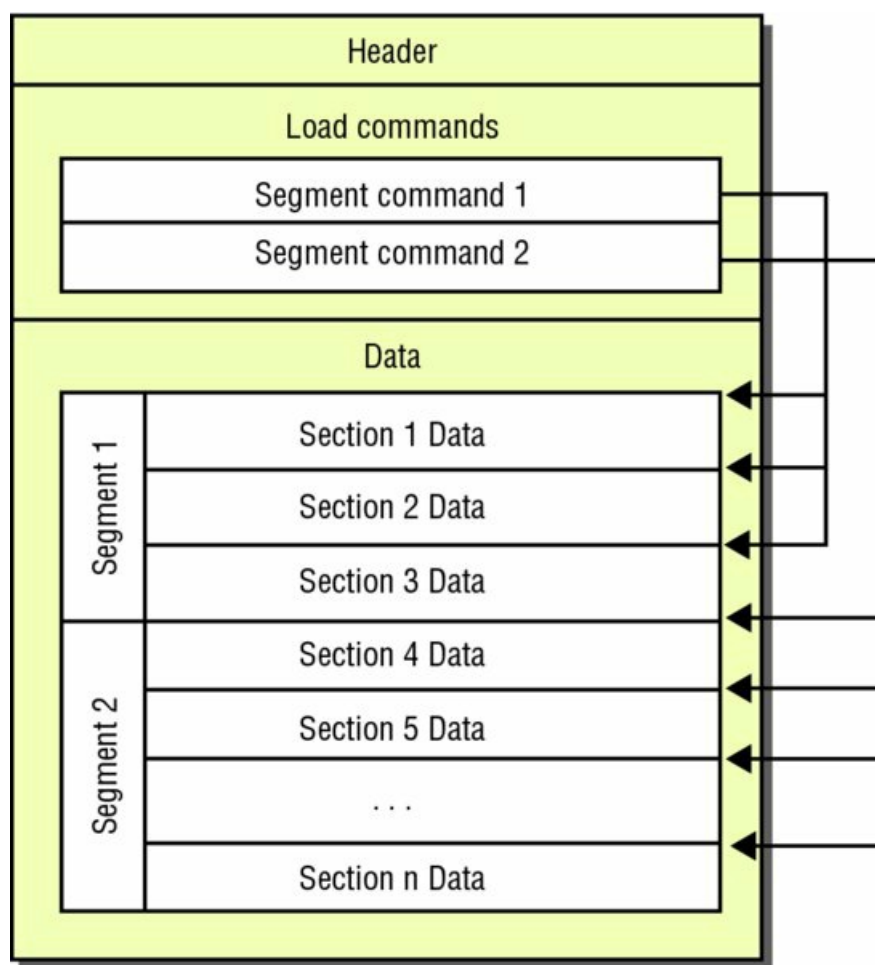 Header
Load commands
Segment command 1
Segment command 2
Data
Segment 1
Section 1 Data
Section 2 Data
Section 3 Data
Segment 2
Section 4 Data
Section 5 Data
. . .
Section n Data